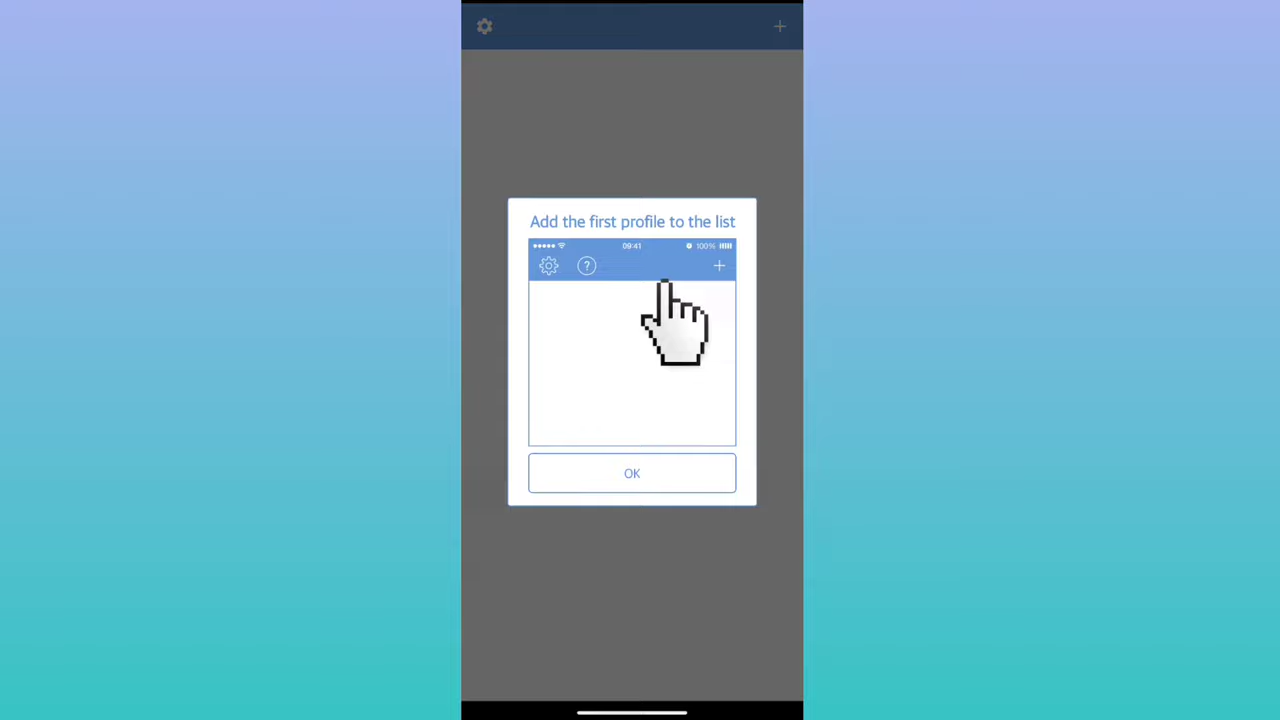 +
Add the first profile to the list
09:41 100%
? +
OK